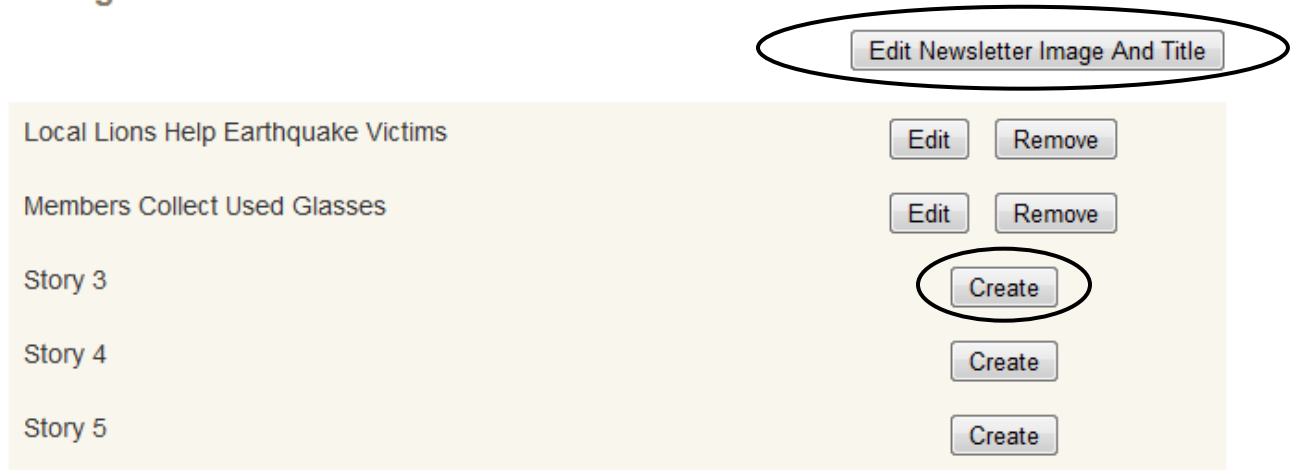 Edit Newsletter Image And Title
Local Lions Help Earthquake Victims Edit Remove
Members Collect Used Glasses Edit Remove
Story 3 Create
Story 4 Create
Story 5 Create